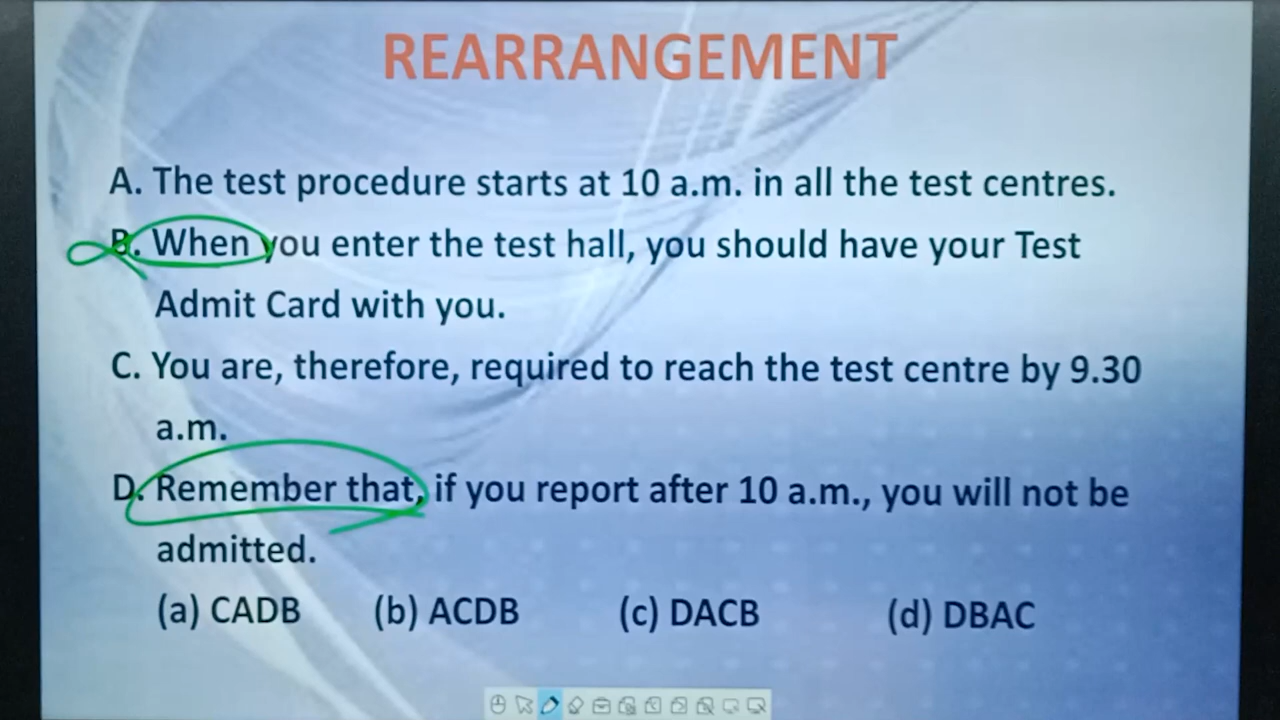 REARRANGEMENT
A. The test procedure starts at 10 a.m. in all the test centres.
B. When you enter the test hall, you should have your Test
Admit Card with you.
C. You are, therefore, required to reach the test centre by 9.30
a.m.
D. Remember that, if you report after 10 a.m., you will not be
admitted.
(a) CADB (b) ACDB (c) DACB (d) DBAC